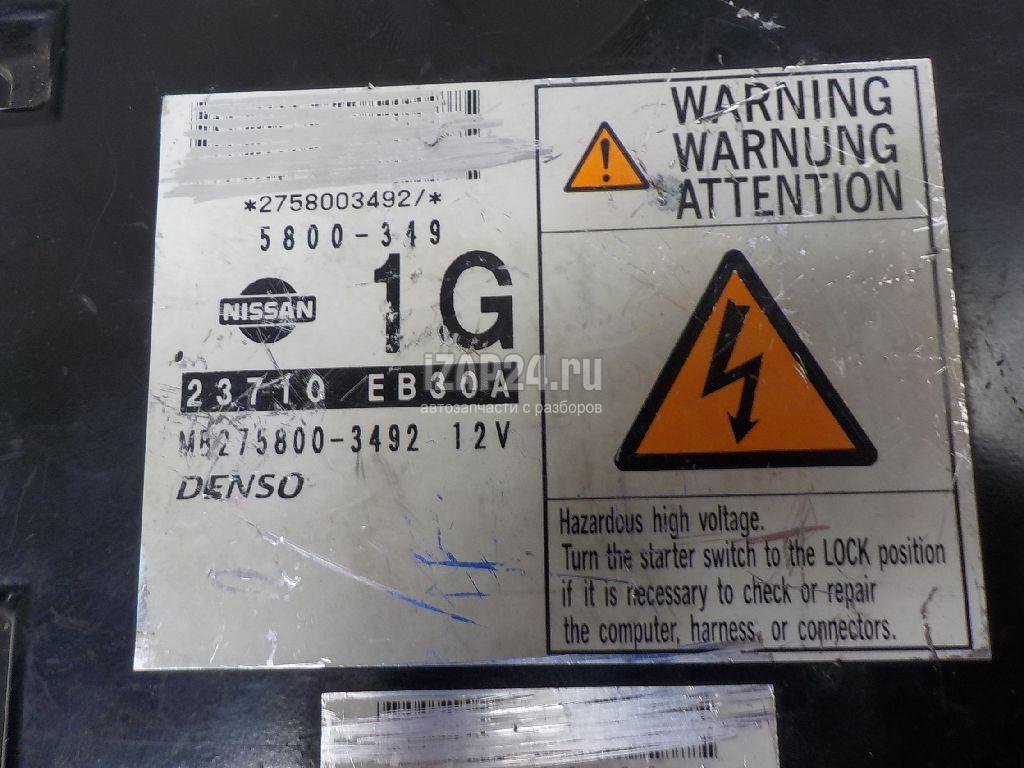 *2758003492/*
5800-349
NISSAN
1G
23710 EB30A
MB275800-3492 12V
DENSO
WARNING
WARNUNG
ATTENTION
Hazardous high voltage.
Turn the starter switch to the LOCK position
if it is necessary to check or repair
the computer, harness, or connectors.
iZAP24.ru
автозапчасти с разборов